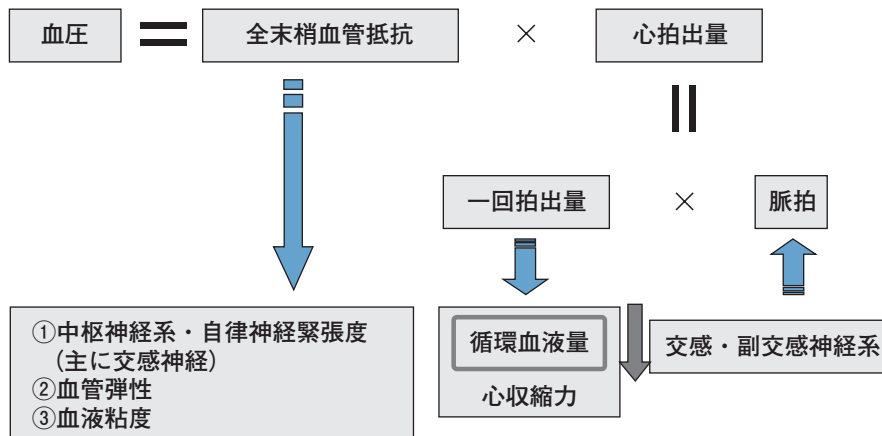 血圧 = 全末梢血管抵抗 × 心拍出量
=
一回拍出量 × 脈拍
①中枢神経系・自律神経緊張度
(主に交感神経)
②血管弾性
③血液粘度
循環血液量
心収縮力
交感・副交感神経系